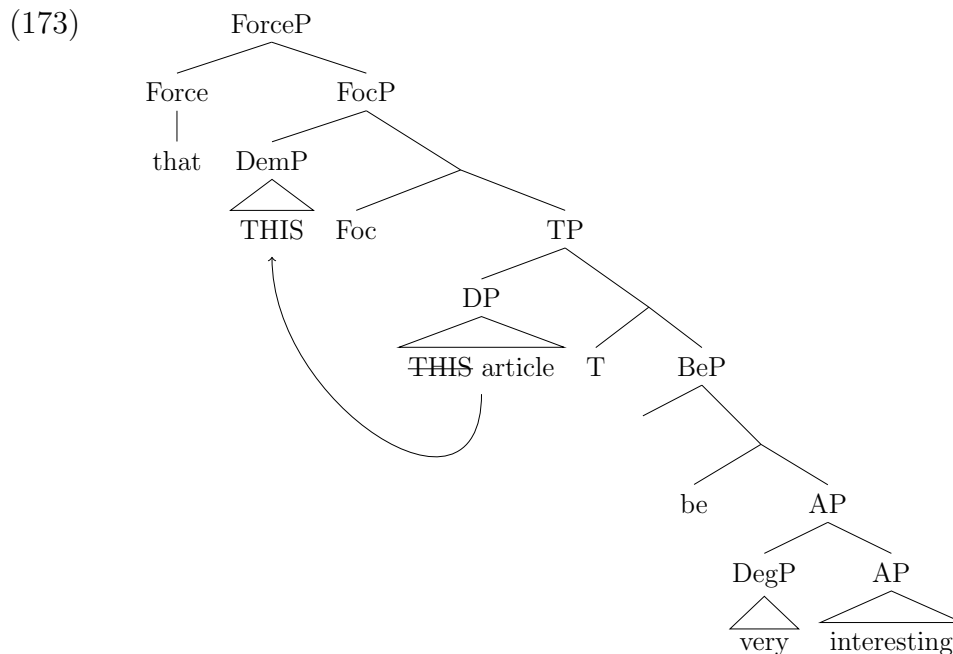 (173) ForceP
Force FocP
that DemP
THIS Foc TP
DP
THIS article T BeP
be AP
DegP AP
very interesting